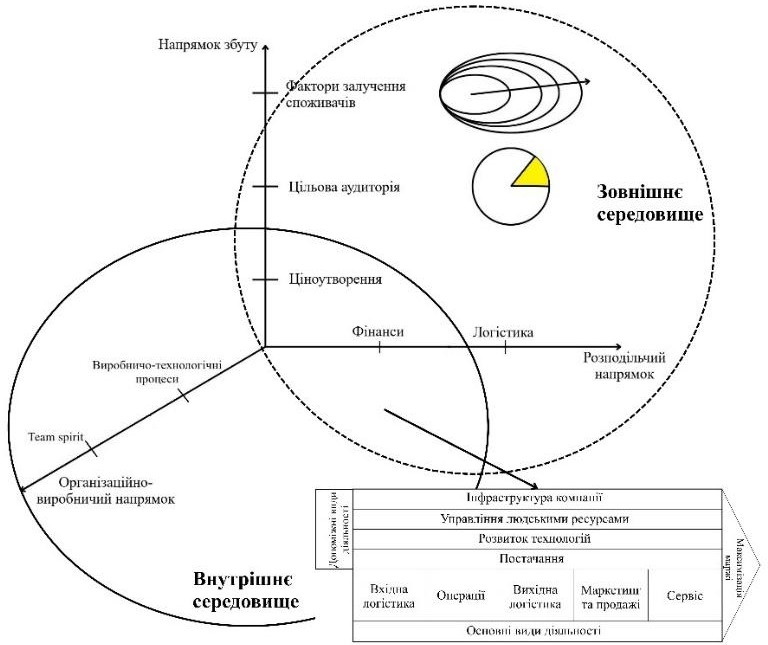 Напрямок збуту
Фактори залучення
споживачів
Цільова аудиторія
Зовнішнє
середовище
Ціноутворення
Фінанси
Логістика
Розподільчий
напрямок
Виробничо-технологічні
процеси
Team spirit
Організаційно-
виробничий напрямок
Внутрішнє
середовище
Допоміжні види
діяльності
Інфраструктура компанії
Управління людськими ресурсами
Розвиток технологій
Постачання
Вхідна
логістика
Операції
Вихідна
логістика
Маркетинг
та продажі
Сервіс
Основні види діяльності
Максимізація